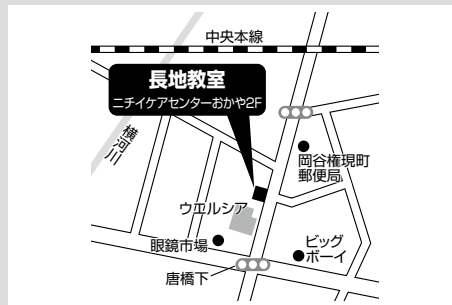 中央本線
長地教室
ニチイケアセンターおかや2F
横河川
岡谷権現町
郵便局
ウエルシア
眼鏡市場
ビッグ
ボーイ
唐橋下